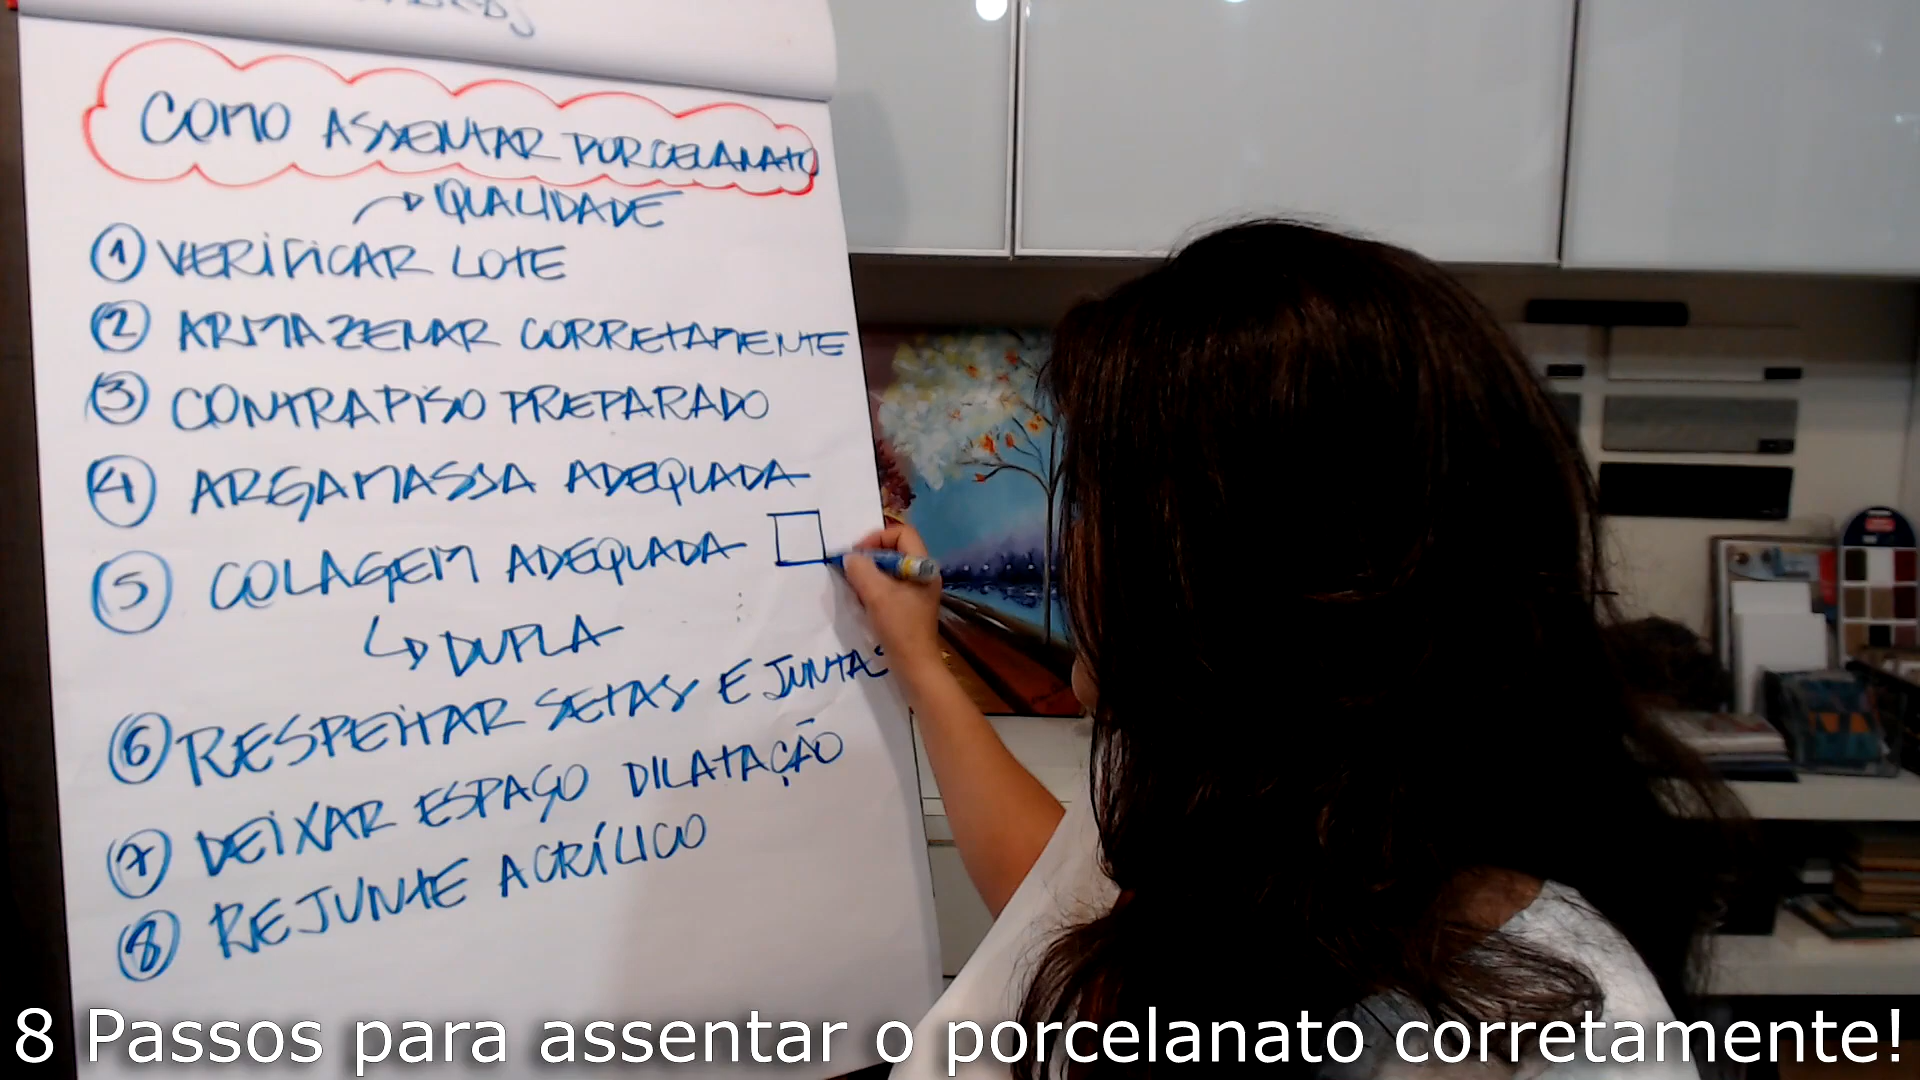 COMO ASSENTAR PORCELANATO
QUALIDADE
1 VERIFICAR LOTE
2 ARMAZENAR CORRETAMENTE
3 CONTRAPISO PREPARADO
4 ARGAMASSA ADEQUADA
5 COLAGEM ADEQUADA
DUPLA
6 RESPEITAR SETAS E JUNTAS
7 DEIXAR ESPAÇO DILATAÇÃO
8 REJUNTE ACRÍLICO
8 Passos para assentar o porcelanato corretamente!